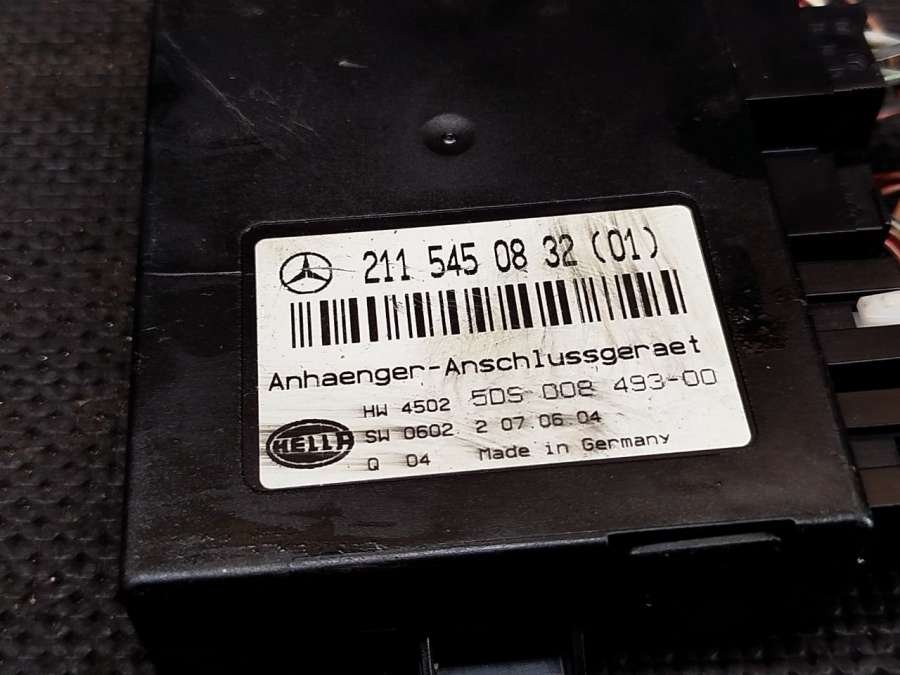 211 545 08 32 (01)
Anhaenger-Anschlussgeraet
HW 4502 5DS 008 493-00
HELLA SW 0602 2 07.06.04
Q 04 Made in Germany